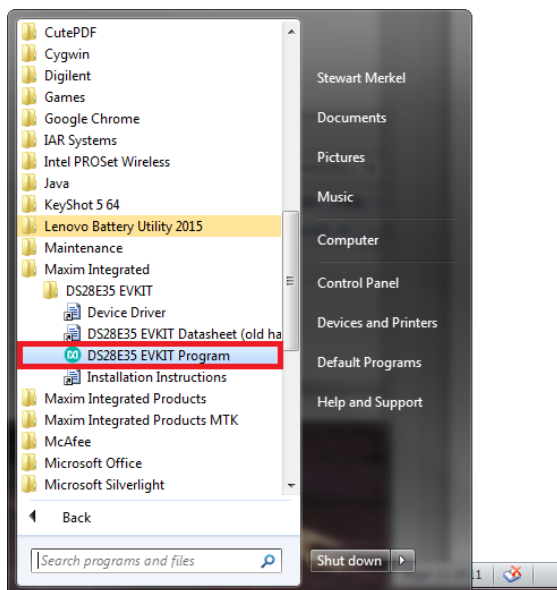 CutePDF
Cygwin
Digilent
Games
Google Chrome
IAR Systems
Intel PROSet Wireless
Java
KeyShot 5 64
Lenovo Battery Utility 2015
Maintenance
Maxim Integrated
DS28E35 EVKIT
Device Driver
DS28E35 EVKIT Datasheet (old ha
DS28E35 EVKIT Program
Installation Instructions
Maxim Integrated Products
Maxim Integrated Products MTK
McAfee
Microsoft Office
Microsoft Silverlight
Back
Search programs and files
Stewart Merkel
Documents
Pictures
Music
Computer
Control Panel
Devices and Printers
Default Programs
Help and Support
Shut down